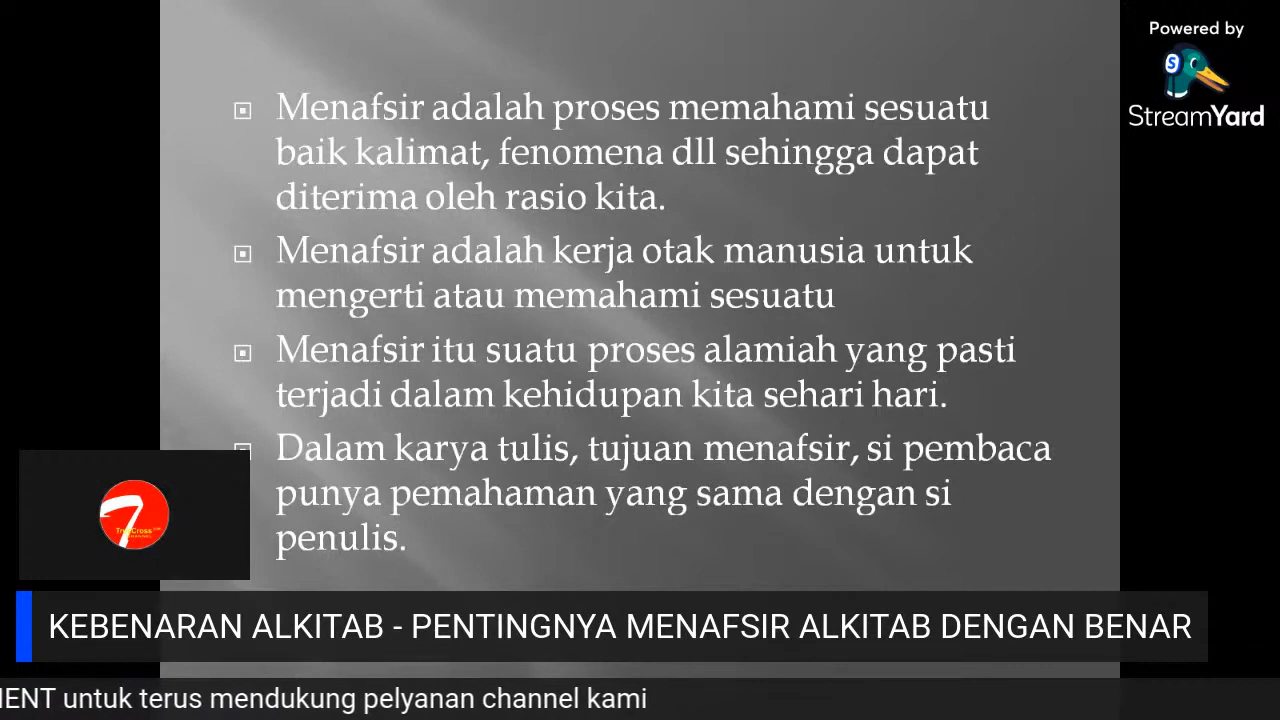 Powered by
StreamYard
Menafsir adalah proses memahami sesuatu
baik kalimat, fenomena dll sehingga dapat
diterima oleh rasio kita.
Menafsir adalah kerja otak manusia untuk
mengerti atau memahami sesuatu
Menafsir itu suatu proses alamiah yang pasti
terjadi dalam kehidupan kita sehari hari.
Dalam karya tulis, tujuan menafsir, si pembaca
punya pemahaman yang sama dengan si
penulis.
KEBENARAN ALKITAB - PENTINGNYA MENAFSIR ALKITAB DENGAN BENAR
untuk terus mendukung pelyanan channel kami